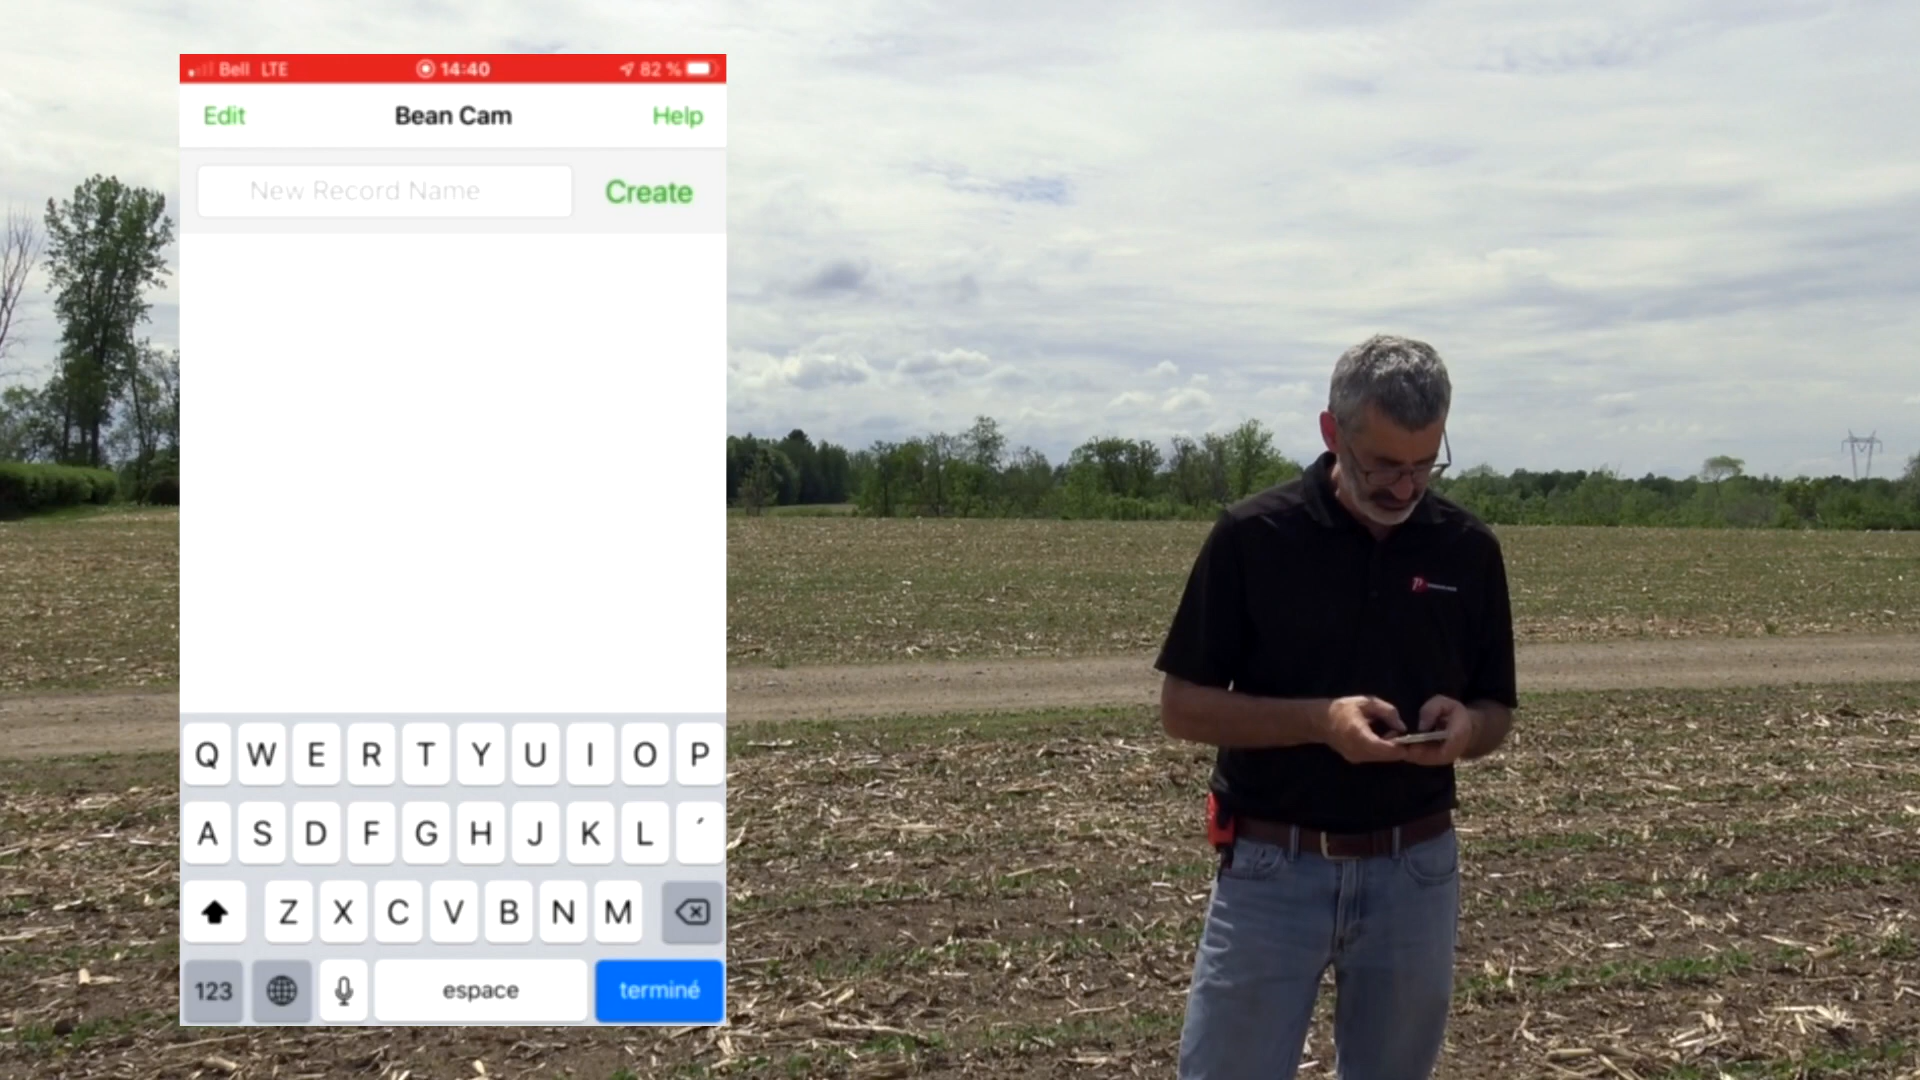 Bell LTE 14:40 82 %
Edit Bean Cam Help
New Record Name Create
Q W E R T Y U I O P
A S D F G H J K L ´
Z X C V B N M
123 espace terminé